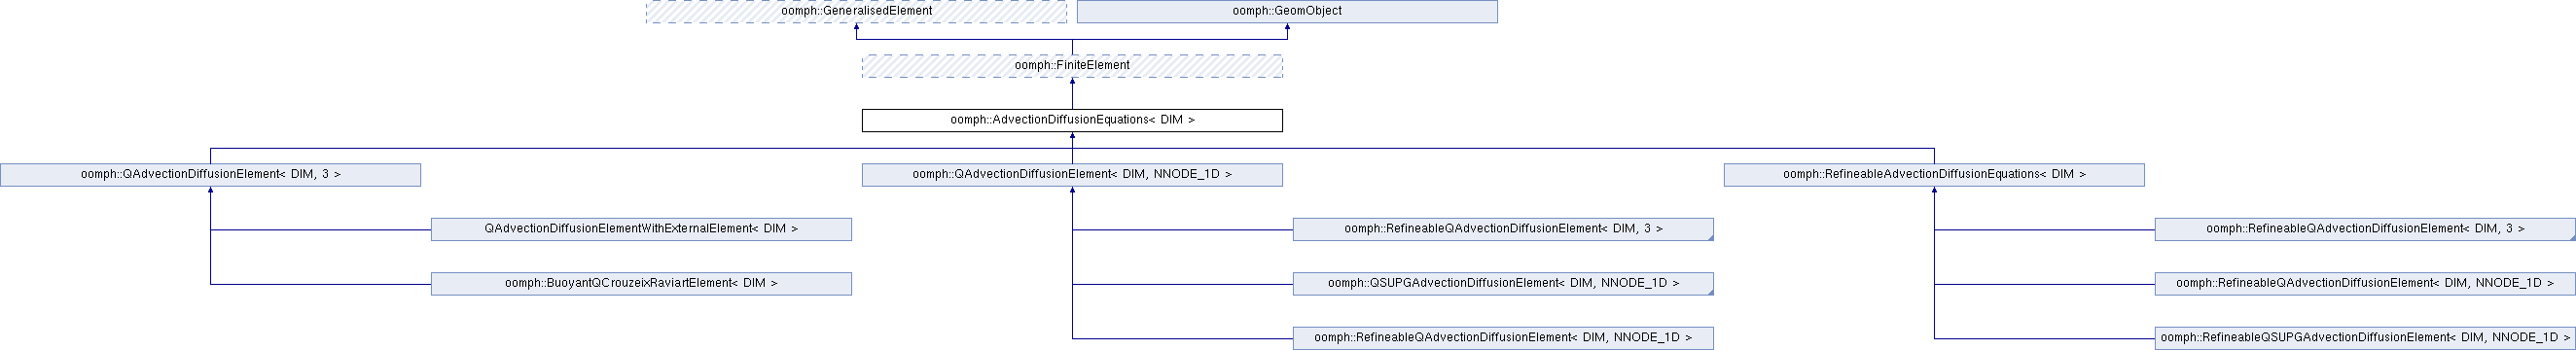 oomph::GeneralisedElement
oomph::GeomObject
oomph::FiniteElement
oomph::AdvectionDiffusionEquations< DIM >
oomph::QAdvectionDiffusionElement< DIM, 3 >
oomph::QAdvectionDiffusionElement< DIM, NNODE_1D >
oomph::RefineableAdvectionDiffusionEquations< DIM >
QAdvectionDiffusionElementWithExternalElement< DIM >
oomph::RefineableQAdvectionDiffusionElement< DIM, 3 >
oomph::RefineableQAdvectionDiffusionElement< DIM, 3 >
oomph::BuoyantQCrouzeixRaviartElement< DIM >
oomph::QSUPGAdvectionDiffusionElement< DIM, NNODE_1D >
oomph::RefineableQAdvectionDiffusionElement< DIM, NNODE_1D >
oomph::RefineableQAdvectionDiffusionElement< DIM, NNODE_1D >
oomph::RefineableQSUPGAdvectionDiffusionElement< DIM, NNODE_1D >